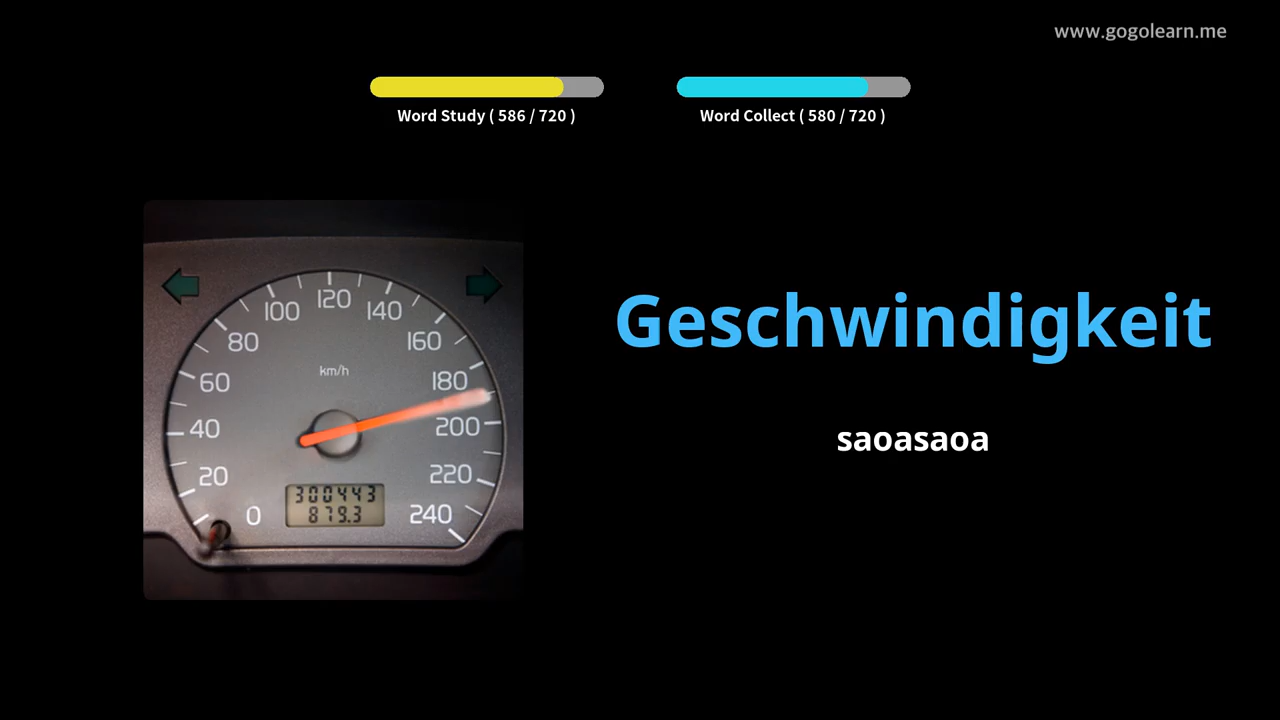 www.gogolearn.me
Word Study ( 586 / 720 )
Word Collect ( 580 / 720 )
Geschwindigkeit
saoasaoa
120
100
140
80
160
km/h
60
180
40
200
20
220
0
240
300443
879.3